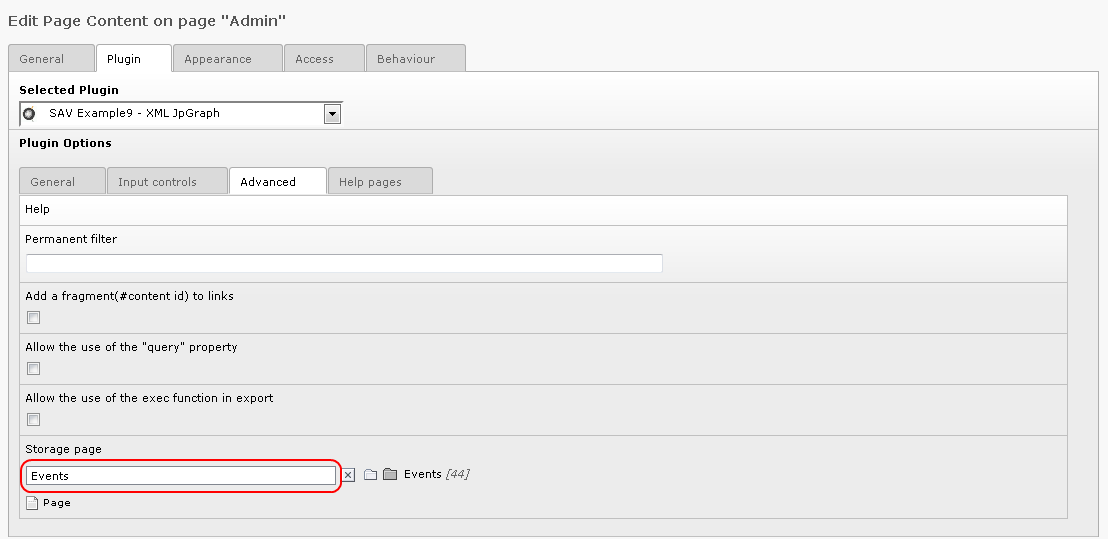 Edit Page Content on page "Admin"
General Plugin Appearance Access Behaviour
Selected Plugin
SAV Example9 - XML JpGraph
Plugin Options
General Input controls Advanced Help pages
Help
Permanent filter
Add a fragment(#content id) to links
Allow the use of the "query" property
Allow the use of the exec function in export
Storage page
Events Events [44]
Page